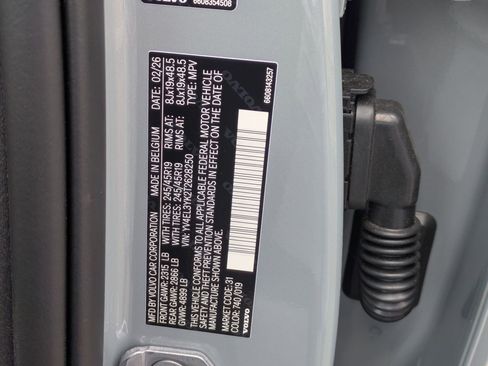 VOLVO 6608354508
MFD BY VOLVO CAR CORPORATION MADE IN BELGIUM DATE: 02/26
FRONT GAWR: 2315 LB WITH TIRES: 245/45R19 RIMS AT: 8Jx19x48.5
REAR GAWR: 2866 LB WITH TIRES: 245/45R19 RIMS AT: 8Jx19x48.5
GVWR: 4899 LB VIN: YV4EL3YK2T2628250 TYPE: MPV
THIS VEHICLE CONFORMS TO ALL APPLICABLE FEDERAL MOTOR VEHICLE
SAFETY AND THEFT PREVENTION STANDARDS IN EFFECT ON THE DATE OF
MANUFACTURE SHOWN ABOVE.
MARKET CODE: 31
COLOR: 740/019
6608143257